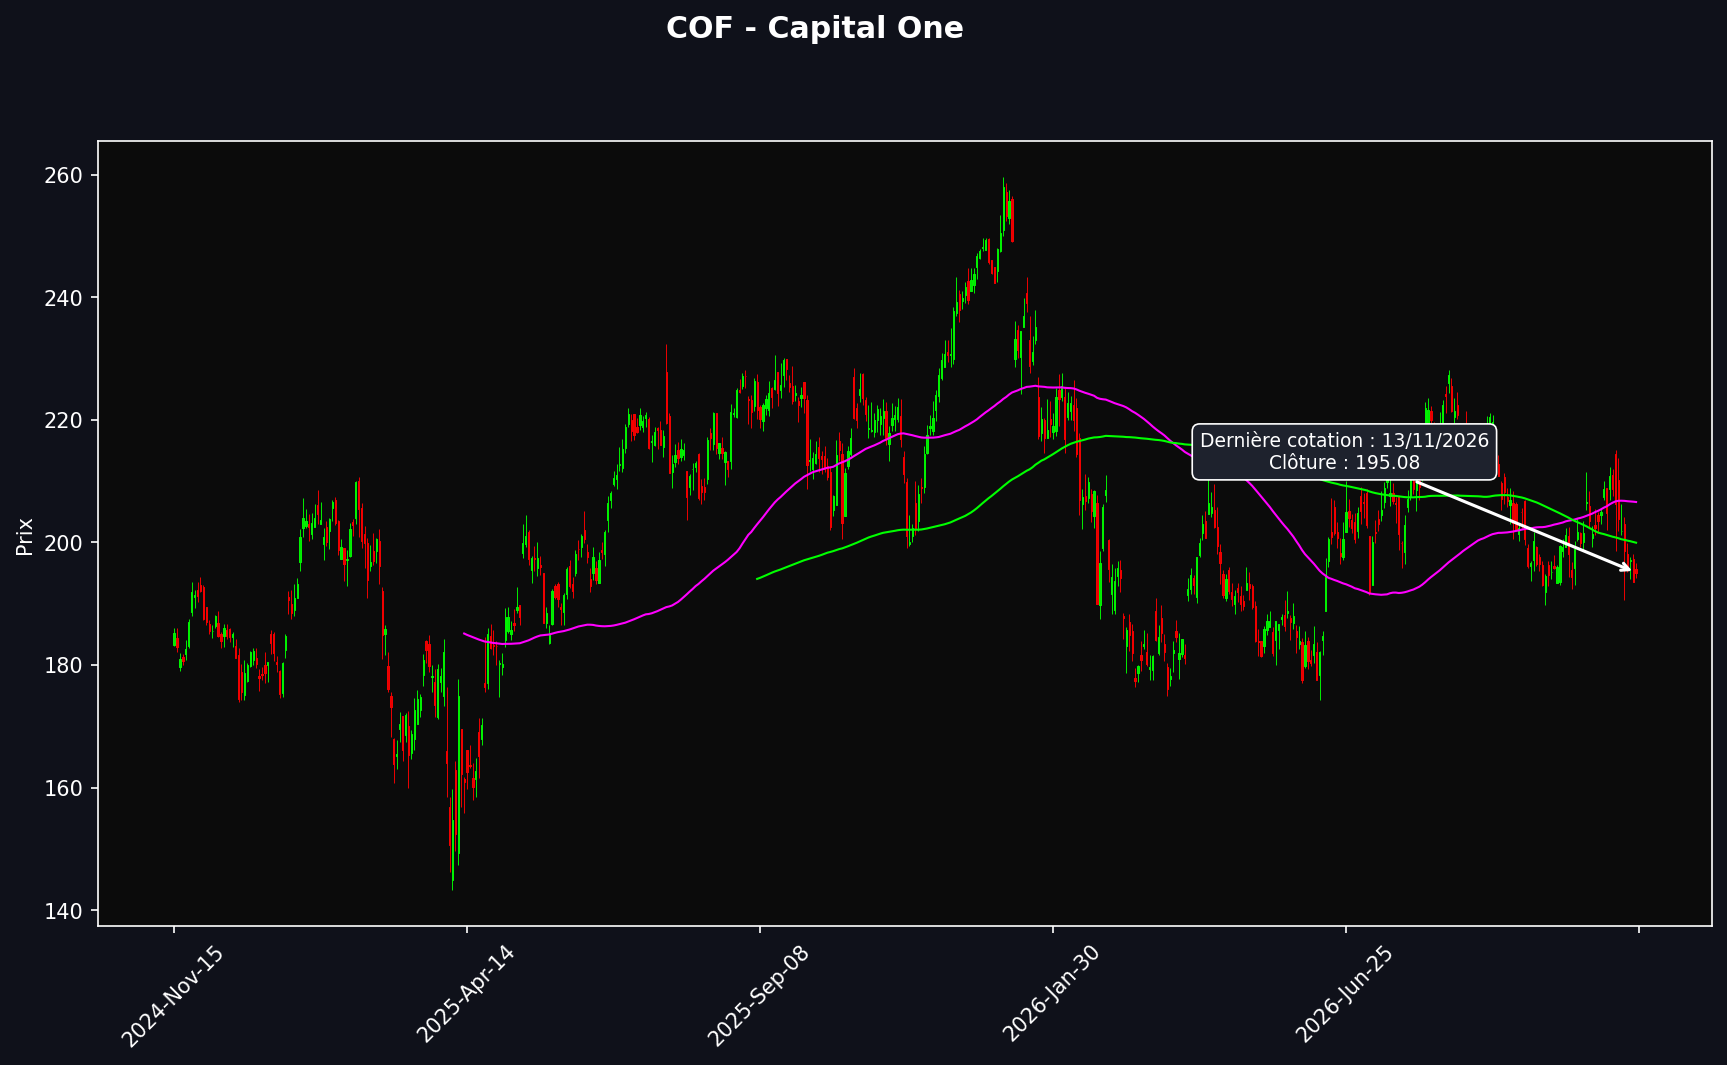 COF - Capital One
Prix
260
240
220
200
180
160
140
Dernière cotation : 13/11/2026
Clôture : 195.08
2024-Nov-15
2025-Apr-14
2025-Sep-08
2026-Jan-30
2026-Jun-25